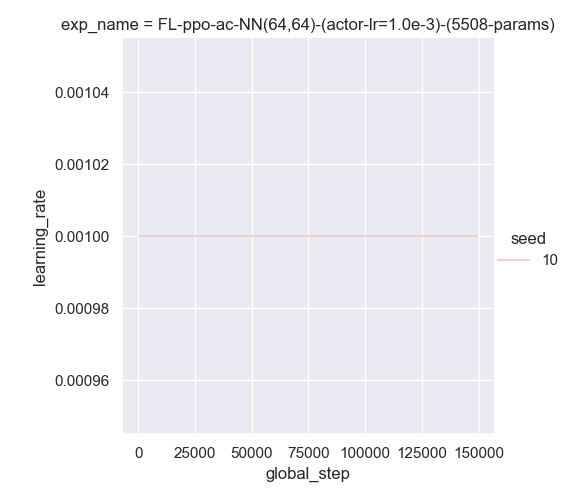 exp_name = FL-ppo-ac-NN(64,64)-(actor-lr=1.0e-3)-(5508-params)
0.00104
0.00102
0.00100
0.00098
0.00096
learning_rate
0 25000 50000 75000 100000 125000 150000
global_step
seed
10